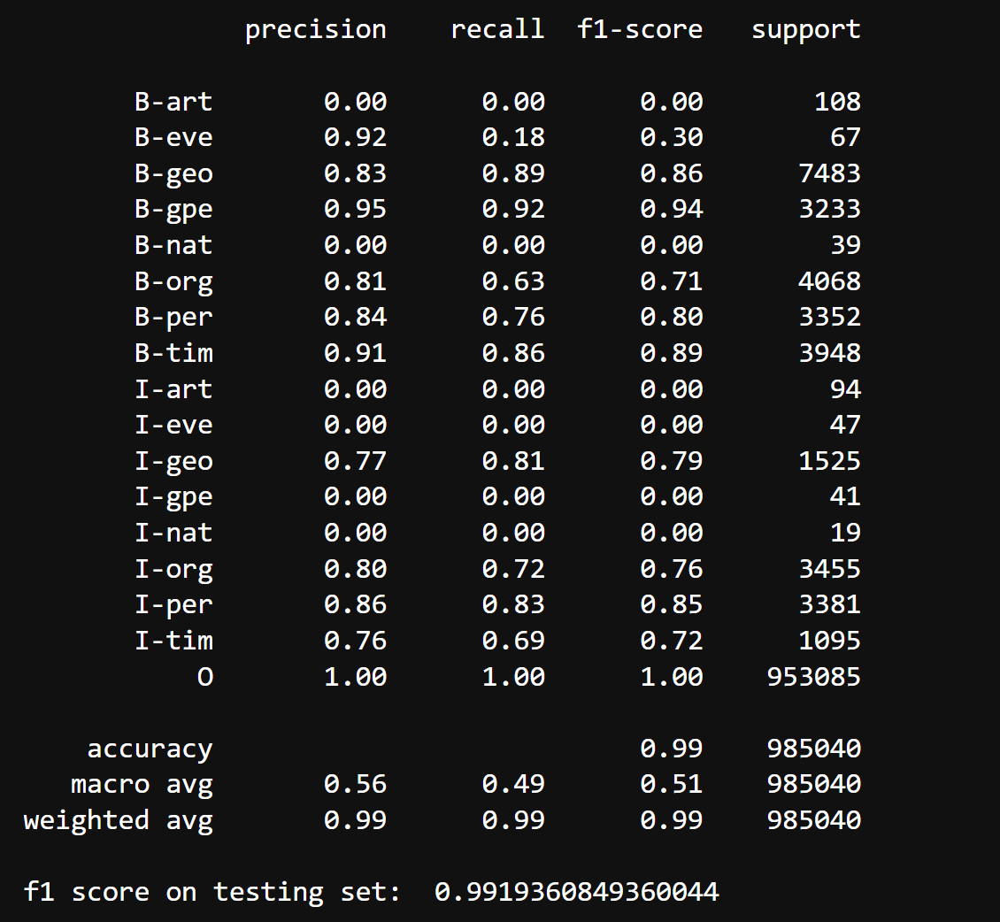 precision recall f1-score support
B-art 0.00 0.00 0.00 108
B-eve 0.92 0.18 0.30 67
B-geo 0.83 0.89 0.86 7483
B-gpe 0.95 0.92 0.94 3233
B-nat 0.00 0.00 0.00 39
B-org 0.81 0.63 0.71 4068
B-per 0.84 0.76 0.80 3352
B-tim 0.91 0.86 0.89 3948
I-art 0.00 0.00 0.00 94
I-eve 0.00 0.00 0.00 47
I-geo 0.77 0.81 0.79 1525
I-gpe 0.00 0.00 0.00 41
I-nat 0.00 0.00 0.00 19
I-org 0.80 0.72 0.76 3455
I-per 0.86 0.83 0.85 3381
I-tim 0.76 0.69 0.72 1095
O 1.00 1.00 1.00 953085
accuracy 0.99 985040
macro avg 0.56 0.49 0.51 985040
weighted avg 0.99 0.99 0.99 985040
f1 score on testing set: 0.9919360849360044